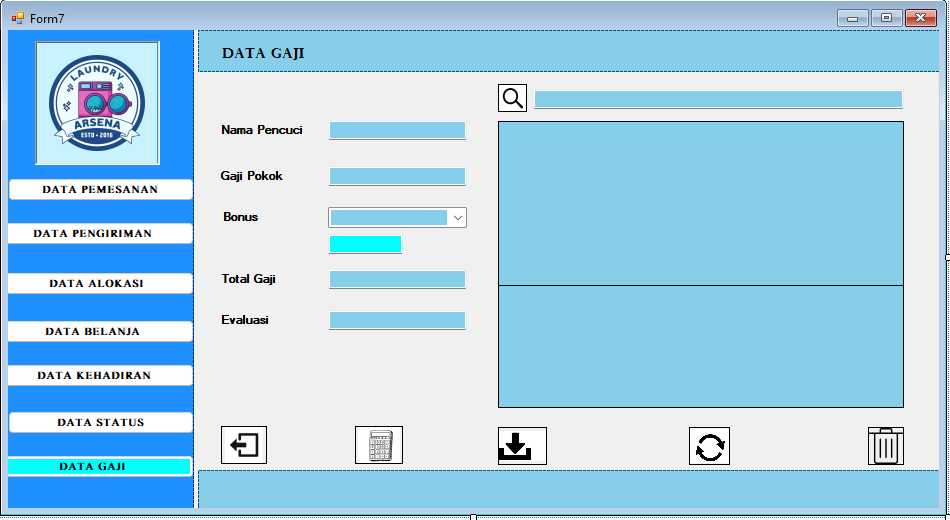 Form7
LAUNDRY
ARSENA
ESTD • 2016
DATA PEMESANAN
DATA PENGIRIMAN
DATA ALOKASI
DATA BELANJA
DATA KEHADIRAN
DATA STATUS
DATA GAJI
DATA GAJI
Nama Pencuci
Gaji Pokok
Bonus
Total Gaji
Evaluasi